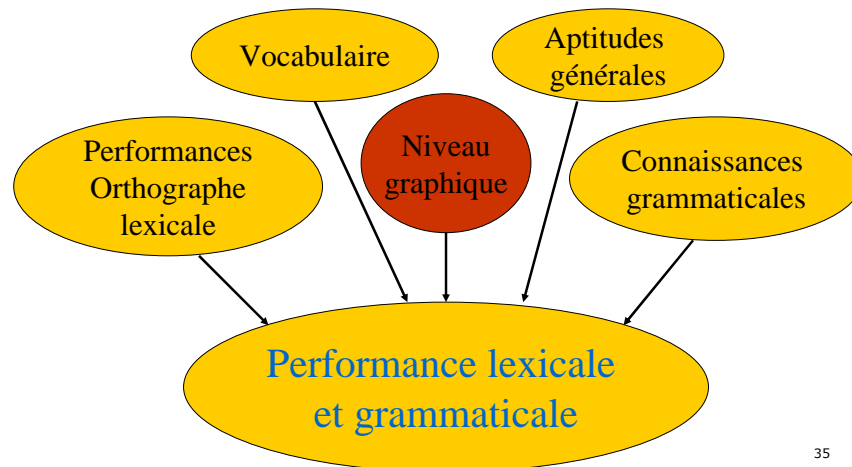 Vocabulaire
Aptitudes
générales
Performances
Orthographe
lexicale
Niveau
graphique
Connaissances
grammaticales
Performance lexicale
et grammaticale
35